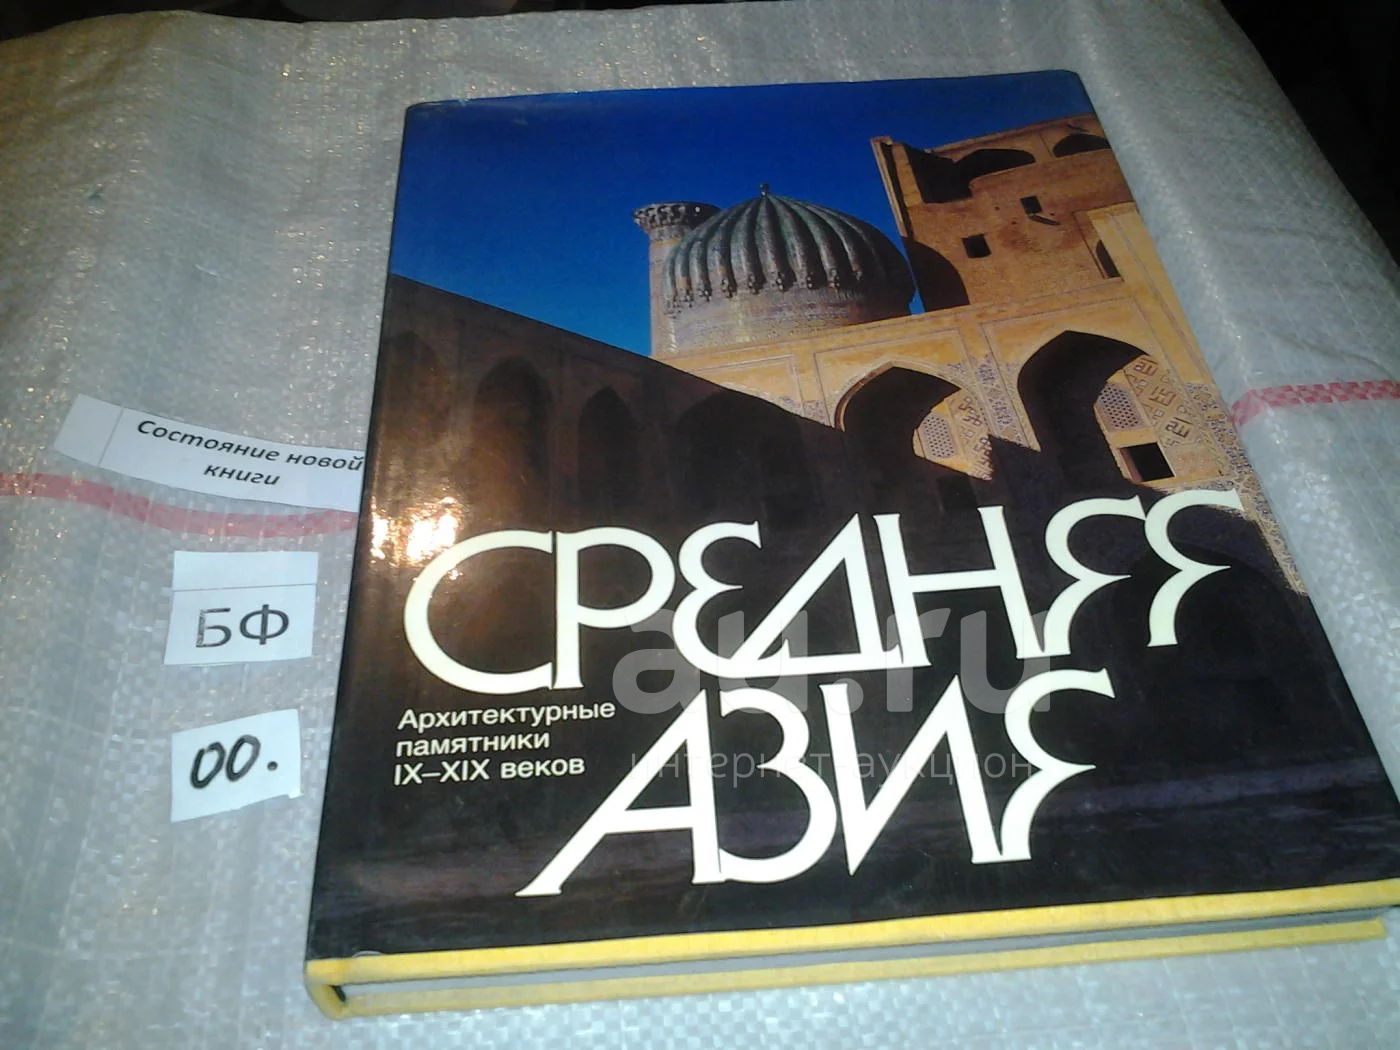 Состояние новой
книги
БФ
00.
СРЕДНЯЯ
АЗИЯ
Архитектурные
памятники
IX–XIX веков
au.ru
интернет-аукцион